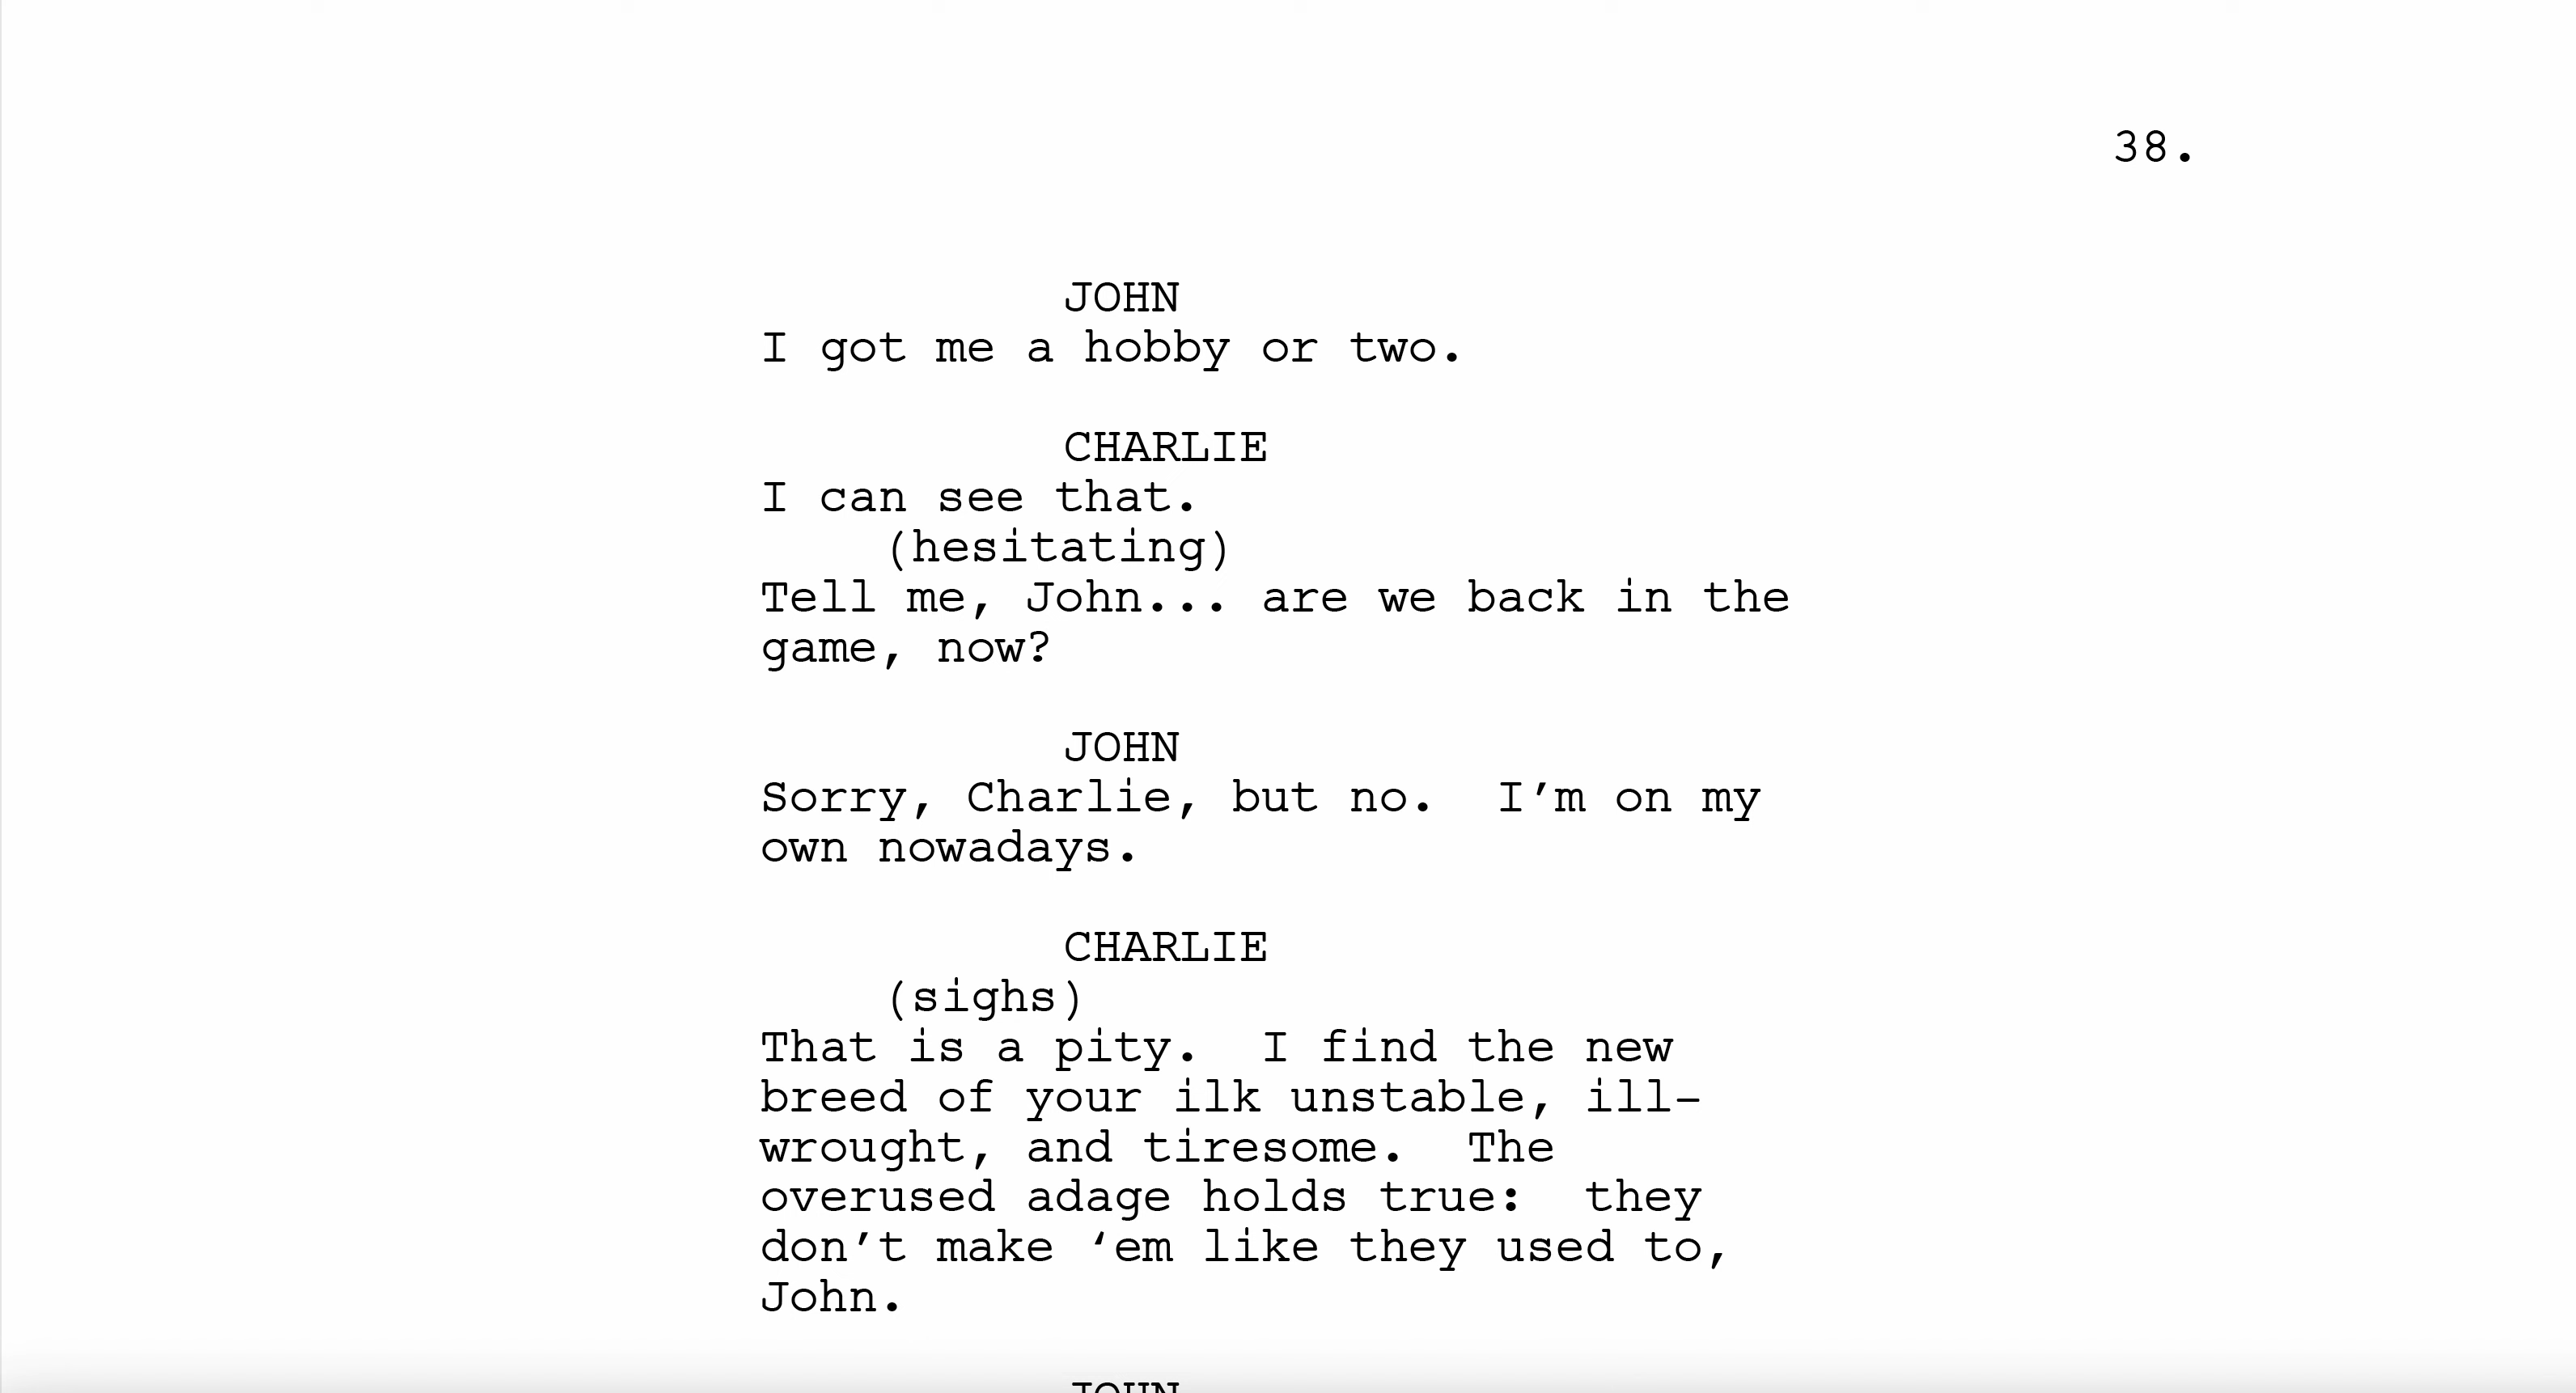 38.
JOHN
I got me a hobby or two.
CHARLIE
I can see that.
(hesitating)
Tell me, John... are we back in the
game, now?
JOHN
Sorry, Charlie, but no.  I’m on my
own nowadays.
CHARLIE
(sighs)
That is a pity.  I find the new
breed of your ilk unstable, ill-
wrought, and tiresome.  The
overused adage holds true:  they
don’t make ‘em like they used to,
John.
JOHN